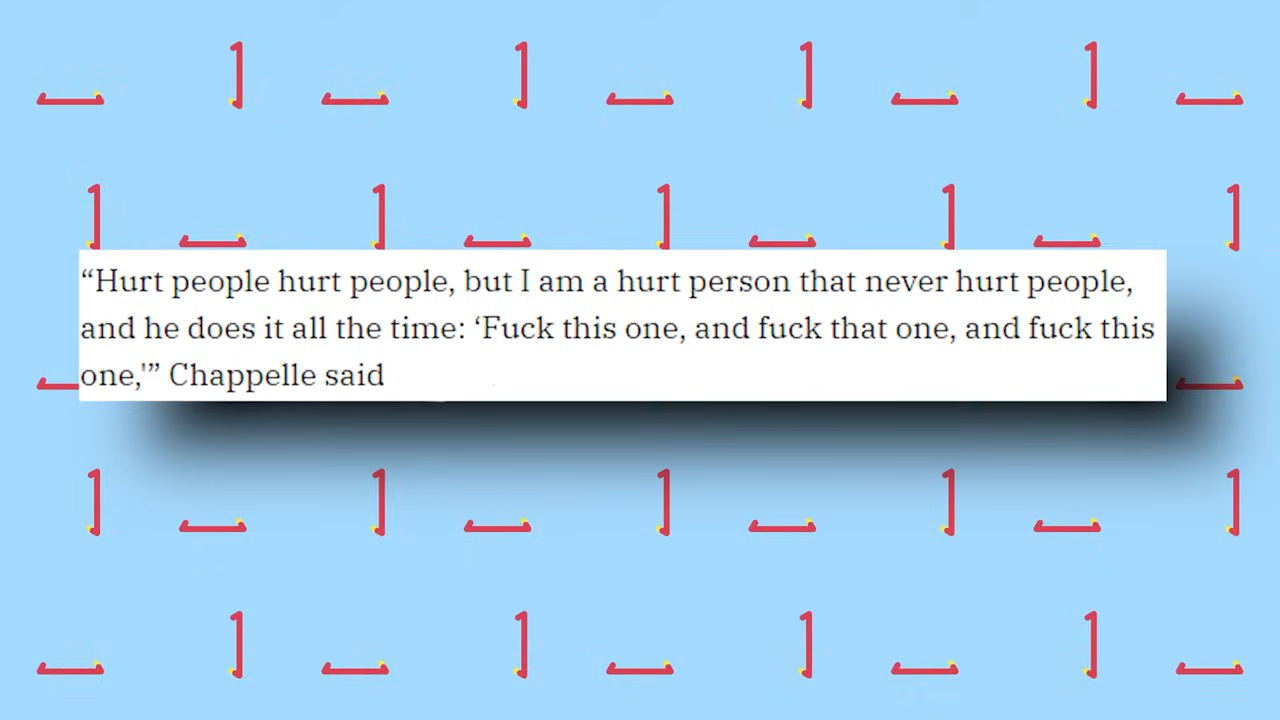 “Hurt people hurt people, but I am a hurt person that never hurt people,
and he does it all the time: ‘Fuck this one, and fuck that one, and fuck this
one,'” Chappelle said